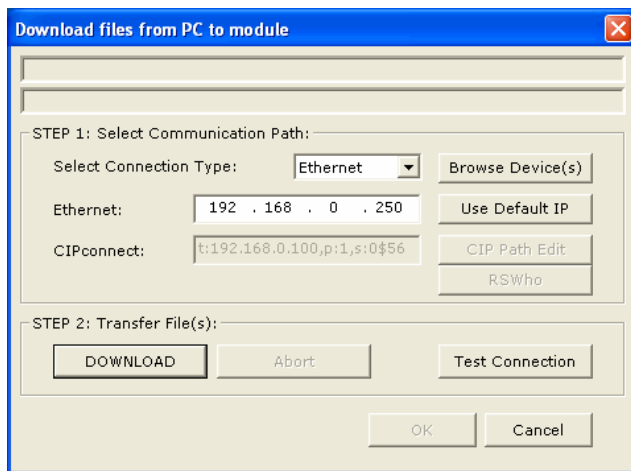 Download files from PC to module
STEP 1: Select Communication Path:
Select Connection Type: Ethernet Browse Device(s)
Ethernet: 192 . 168 . 0 . 250 Use Default IP
CIPconnect: t:192.168.0.100,p:1,s:0$56 CIP Path Edit
RSWho
STEP 2: Transfer File(s):
DOWNLOAD Abort Test Connection
OK Cancel